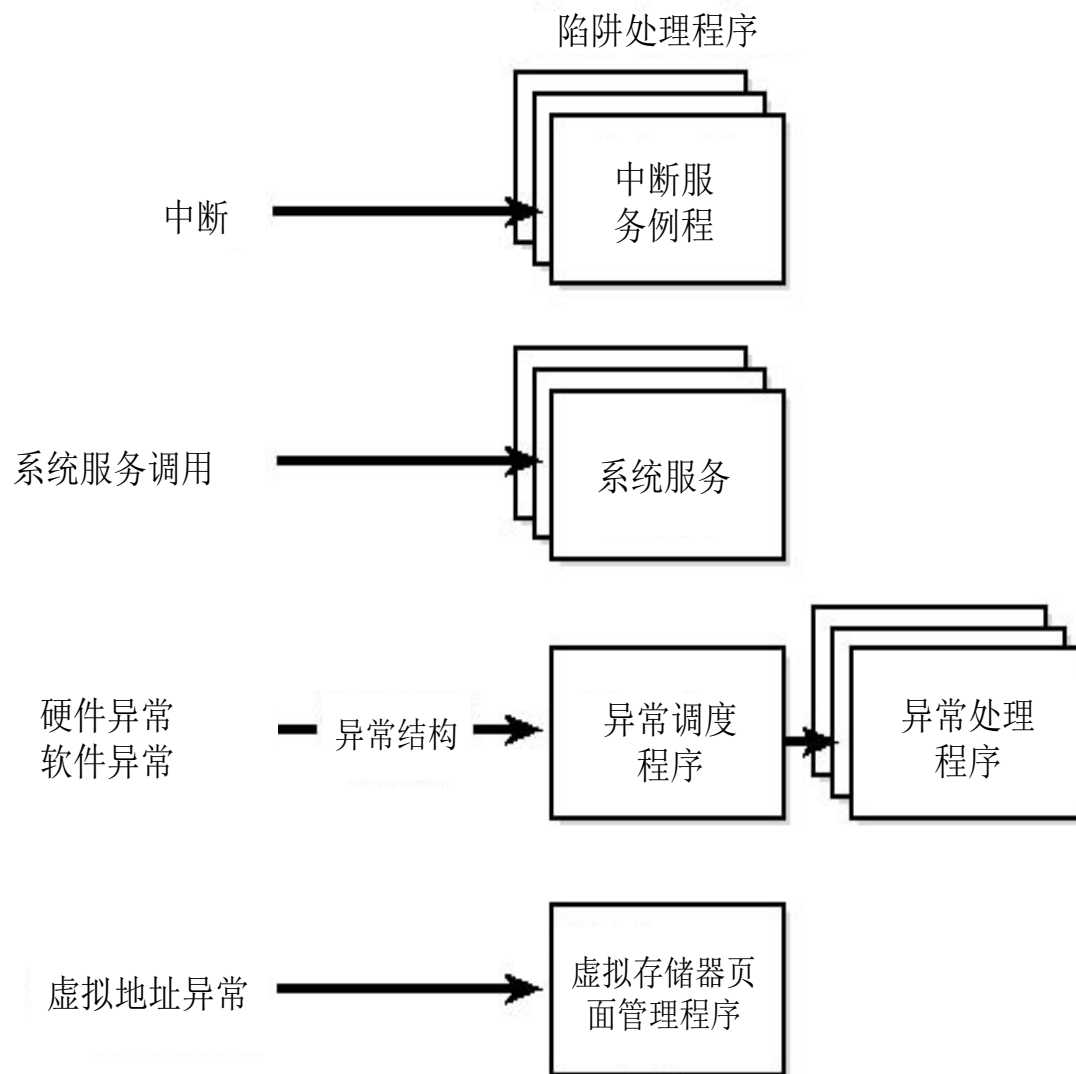 陷阱处理程序
中断
中断服
务例程
系统服务调用
系统服务
硬件异常
软件异常
异常结构
异常调度
程序
异常处理
程序
虚拟地址异常
虚拟存储器页
面管理程序